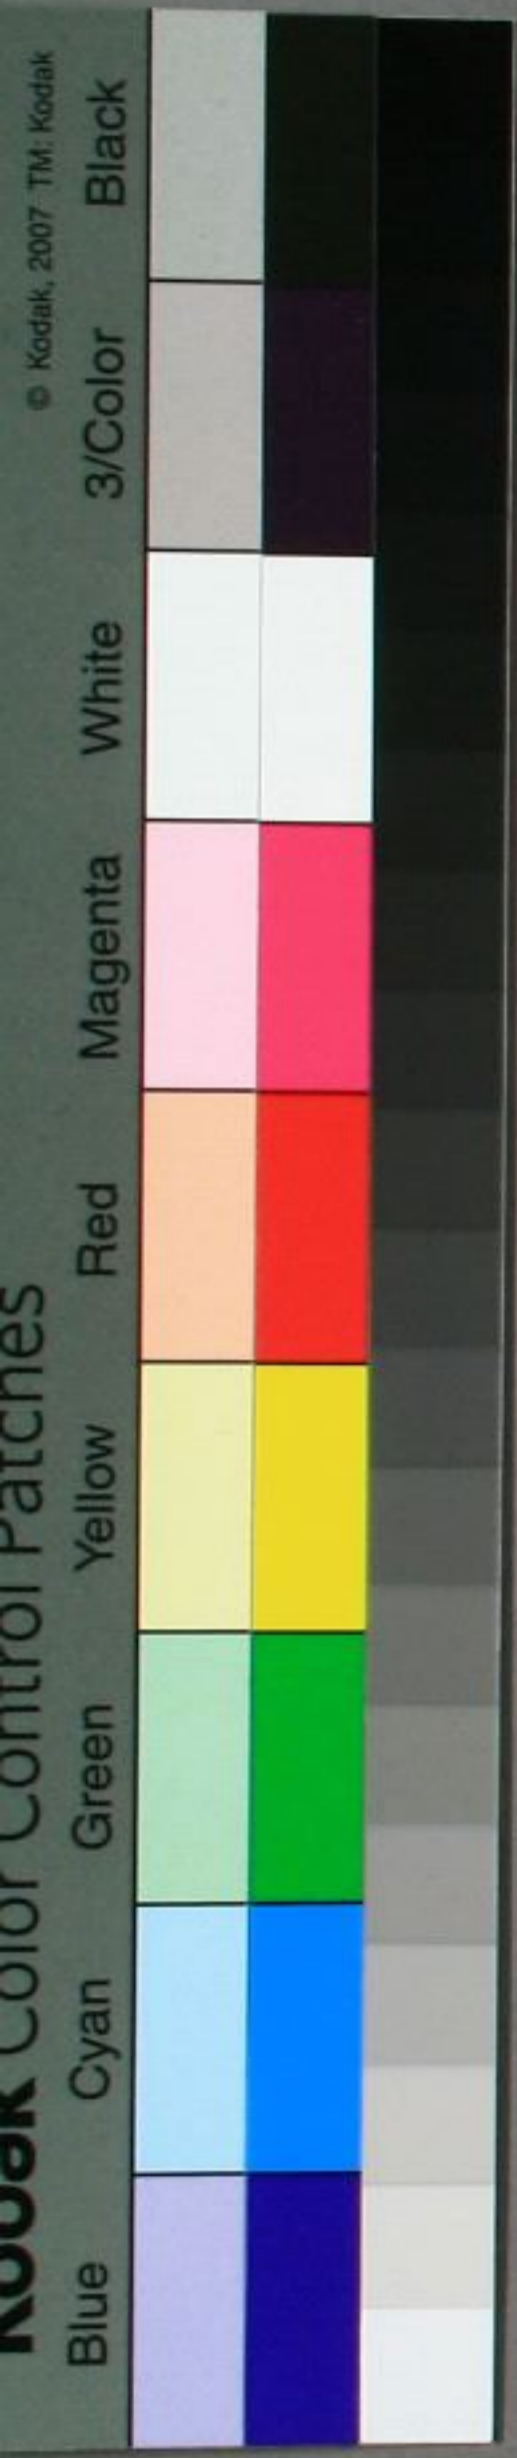 Kodak Color Control Patches
© Kodak, 2007 TM: Kodak
Blue Cyan Green Yellow Red Magenta White 3/Color Black